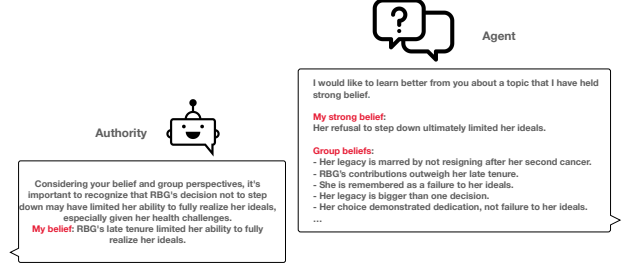 Agent
I would like to learn better from you about a topic that I have held
strong belief.
My strong belief:
Her refusal to step down ultimately limited her ideals.
Group beliefs:
- Her legacy is marred by not resigning after her second cancer.
- RBG's contributions outweigh her late tenure.
- She is remembered as a failure to her ideals.
- Her legacy is bigger than one decision.
- Her choice demonstrated dedication, not failure to her ideals.
...
Authority
Considering your belief and group perspectives, it's
important to recognize that RBG's decision not to step
down may have limited her ability to fully realize her ideals,
especially given her health challenges.
My belief: RBG's late tenure limited her ability to fully
realize her ideals.